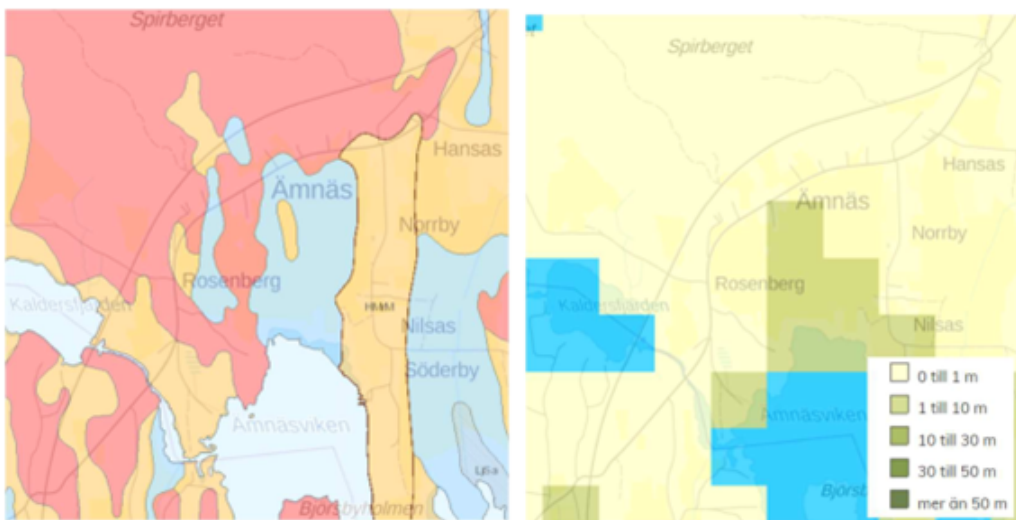 Spirberget
Hansas
Ämnäs
Norrby
Rosenberg
Kaldersfjärden
HMM
Nilsas
Söderby
Ämnäsviken
Björsbyholmen
Spirberget
Hansas
Ämnäs
Norrby
Rosenberg
Kaldersfjärden
Nilsas
Ämnäsviken
0 till 1 m
1 till 10 m
10 till 30 m
30 till 50 m
mer än 50 m